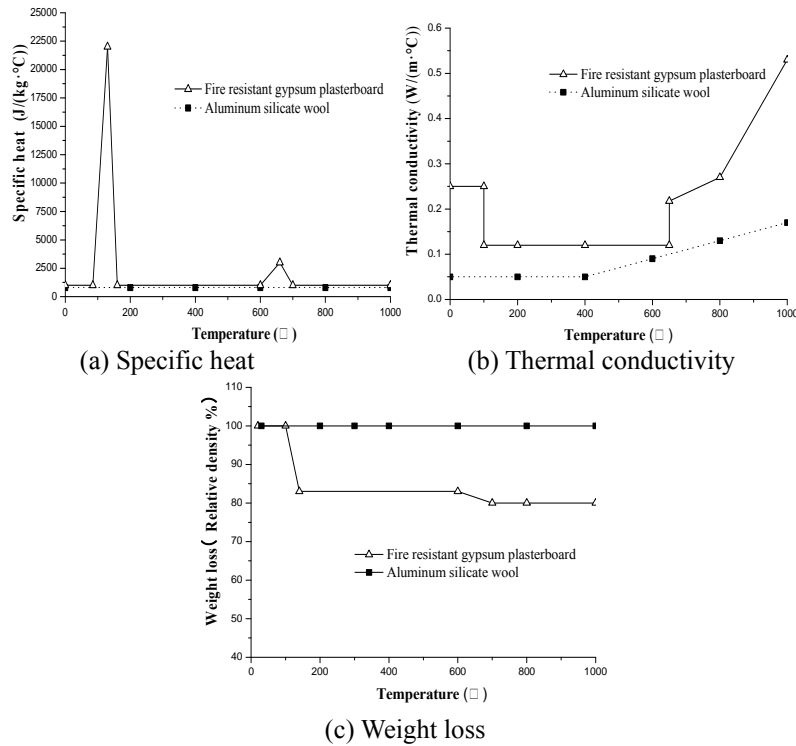 25000
22500
20000
17500
15000
12500
10000
7500
5000
2500
0
Specific heat (J/(kg·°C))
Fire resistant gypsum plasterboard
Aluminum silicate wool
0 200 400 600 800 1000
Temperature (□)
(a) Specific heat
0.6
0.5
0.4
0.3
0.2
0.1
0.0
Thermal conductivity (W/(m·°C)
Fire resistant gypsum plasterboard
Aluminum silicate wool
0 200 400 600 800 1000
Temperature (□)
(b) Thermal conductivity
110
100
90
80
70
60
50
40
Weight loss( Relative density %)
Fire resistant gypsum plasterboard
Aluminum silicate wool
0 200 400 600 800 1000
Temperature (□)
(c) Weight loss